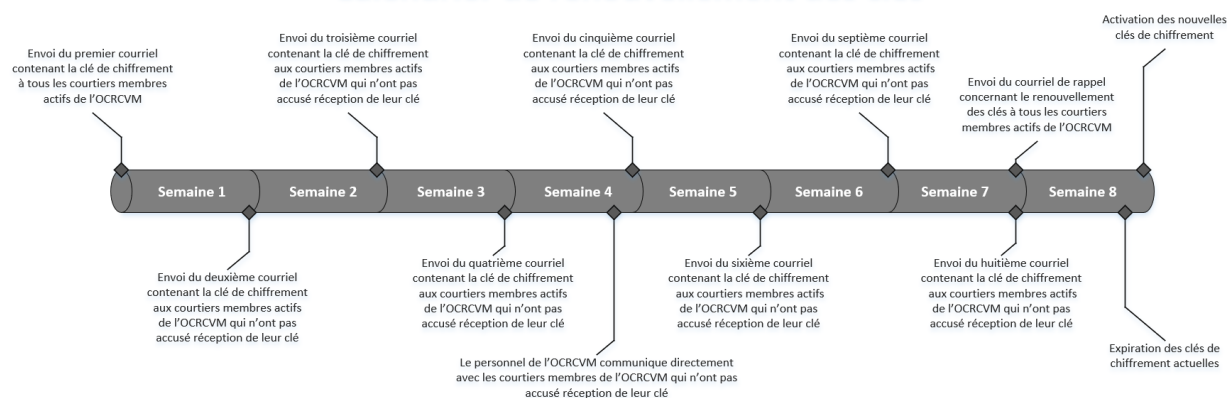 Activation des nouvelles
clés de chiffrement
Envoi du premier courriel
contenant la clé de chiffrement
à tous les courtiers membres
actifs de l'OCRCVM
Envoi du troisième courriel
contenant la clé de chiffrement
aux courtiers membres actifs
de l'OCRCVM qui n'ont pas
accusé réception de leur clé
Envoi du cinquième courriel
contenant la clé de chiffrement
aux courtiers membres actifs
de l'OCRCVM qui n'ont pas
accusé réception de leur clé
Envoi du septième courriel
contenant la clé de chiffrement
aux courtiers membres actifs
de l'OCRCVM qui n'ont pas
accusé réception de leur clé
Envoi du courriel de rappel
concernant le renouvellement
des clés à tous les courtiers
membres actifs de l'OCRCVM
Semaine 1
Semaine 2
Semaine 3
Semaine 4
Semaine 5
Semaine 6
Semaine 7
Semaine 8
Envoi du deuxième courriel
contenant la clé de chiffrement
aux courtiers membres actifs
de l'OCRCVM qui n'ont pas
accusé réception de leur clé
Envoi du quatrième courriel
contenant la clé de chiffrement
aux courtiers membres actifs
de l'OCRCVM qui n'ont pas
accusé réception de leur clé
Le personnel de l'OCRCVM communique directement
avec les courtiers membres de l'OCRCVM qui n'ont pas
accusé réception de leur clé
Envoi du sixième courriel
contenant la clé de chiffrement
aux courtiers membres actifs
de l'OCRCVM qui n'ont pas
accusé réception de leur clé
Envoi du huitième courriel
contenant la clé de chiffrement
aux courtiers membres actifs
de l'OCRCVM qui n'ont pas
accusé réception de leur clé
Expiration des clés de
chiffrement actuelles